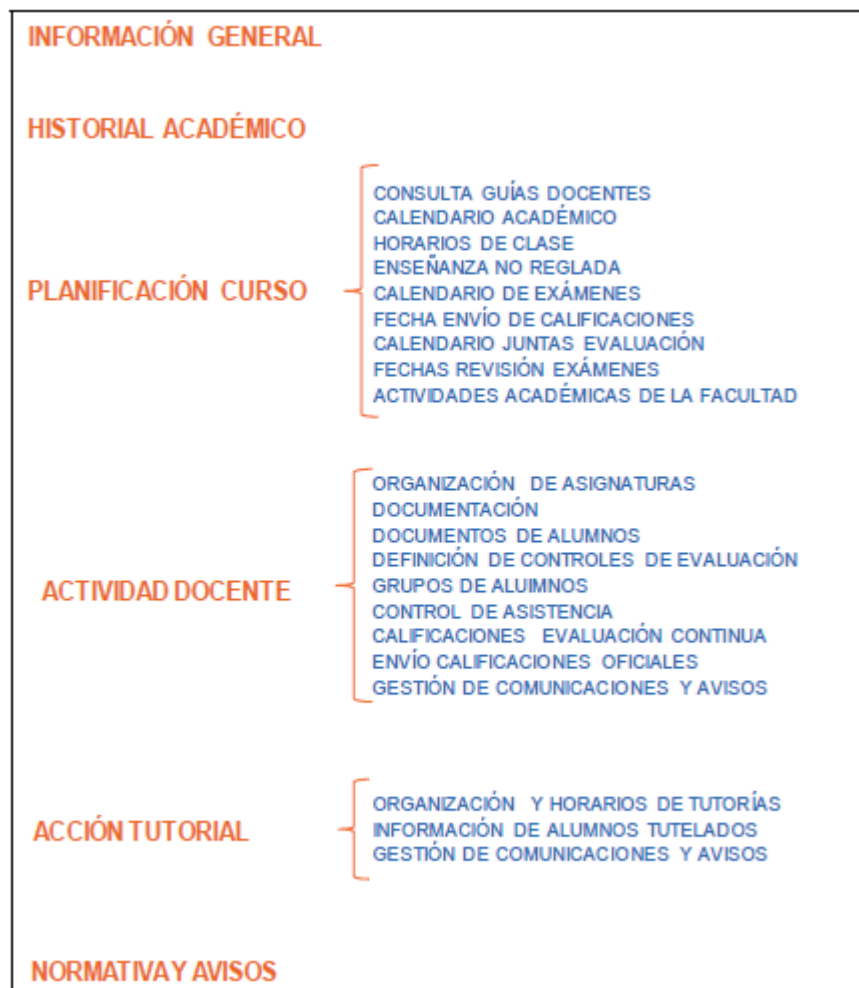 INFORMACIÓN GENERAL
HISTORIAL ACADÉMICO
PLANIFICACIÓN CURSO
CONSULTA GUÍAS DOCENTES
CALENDARIO ACADÉMICO
HORARIOS DE CLASE
ENSEÑANZA NO REGLADA
CALENDARIO DE EXÁMENES
FECHA ENVÍO DE CALIFICACIONES
CALENDARIO JUNTAS EVALUACIÓN
FECHAS REVISIÓN EXÁMENES
ACTIVIDADES ACADÉMICAS DE LA FACULTAD
ACTIVIDAD DOCENTE
ORGANIZACIÓN DE ASIGNATURAS
DOCUMENTACIÓN
DOCUMENTOS DE ALUMNOS
DEFINICIÓN DE CONTROLES DE EVALUACIÓN
GRUPOS DE ALUIMNOS
CONTROL DE ASISTENCIA
CALIFICACIONES EVALUACIÓN CONTINUA
ENVÍO CALIFICACIONES OFICIALES
GESTIÓN DE COMUNICACIONES Y AVISOS
ACCIÓN TUTORIAL
ORGANIZACIÓN Y HORARIOS DE TUTORÍAS
INFORMACIÓN DE ALUMNOS TUTELADOS
GESTIÓN DE COMUNICACIONES Y AVISOS
NORMATIVA Y AVISOS